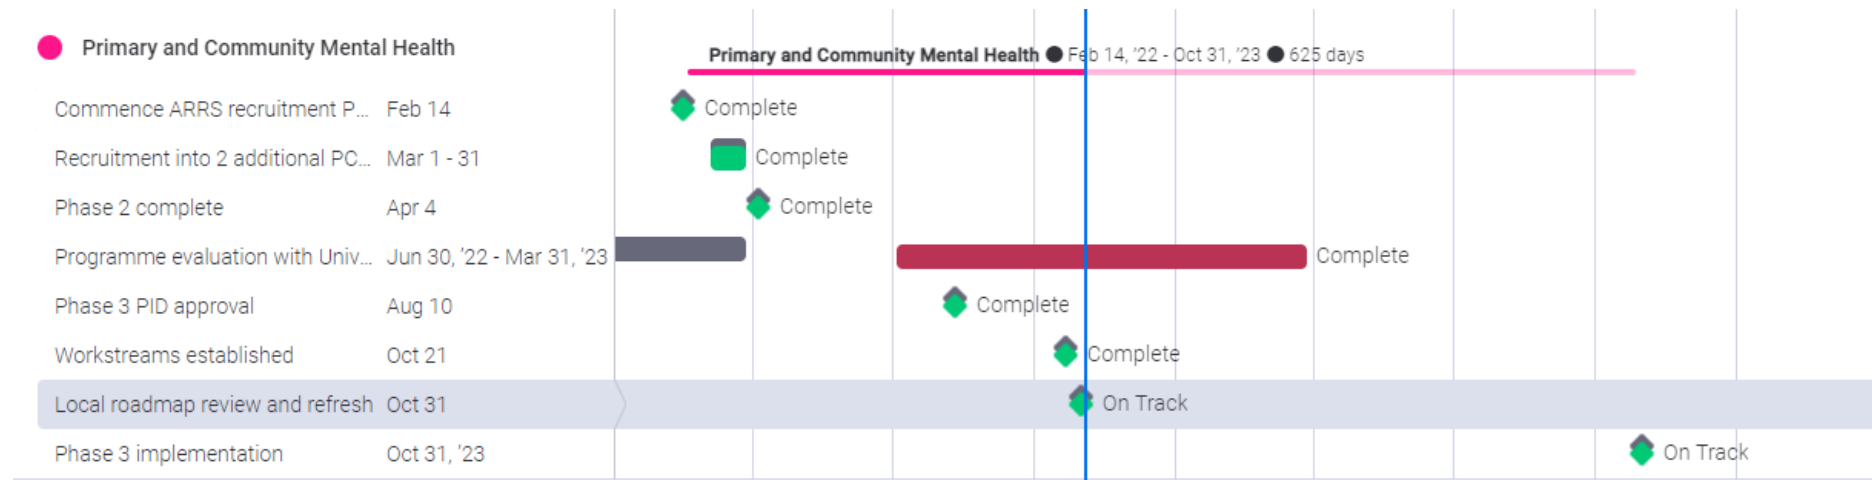 Primary and Community Mental Health
Primary and Community Mental Health ● Feb 14, ’22 - Oct 31, ’23 ● 625 days
Commence ARRS recruitment P... Feb 14 Complete
Recruitment into 2 additional PC... Mar 1 - 31 Complete
Phase 2 complete Apr 4 Complete
Programme evaluation with Univ... Jun 30, ’22 - Mar 31, ’23 Complete
Phase 3 PID approval Aug 10 Complete
Workstreams established Oct 21 Complete
Local roadmap review and refresh Oct 31 On Track
Phase 3 implementation Oct 31, ’23 On Track